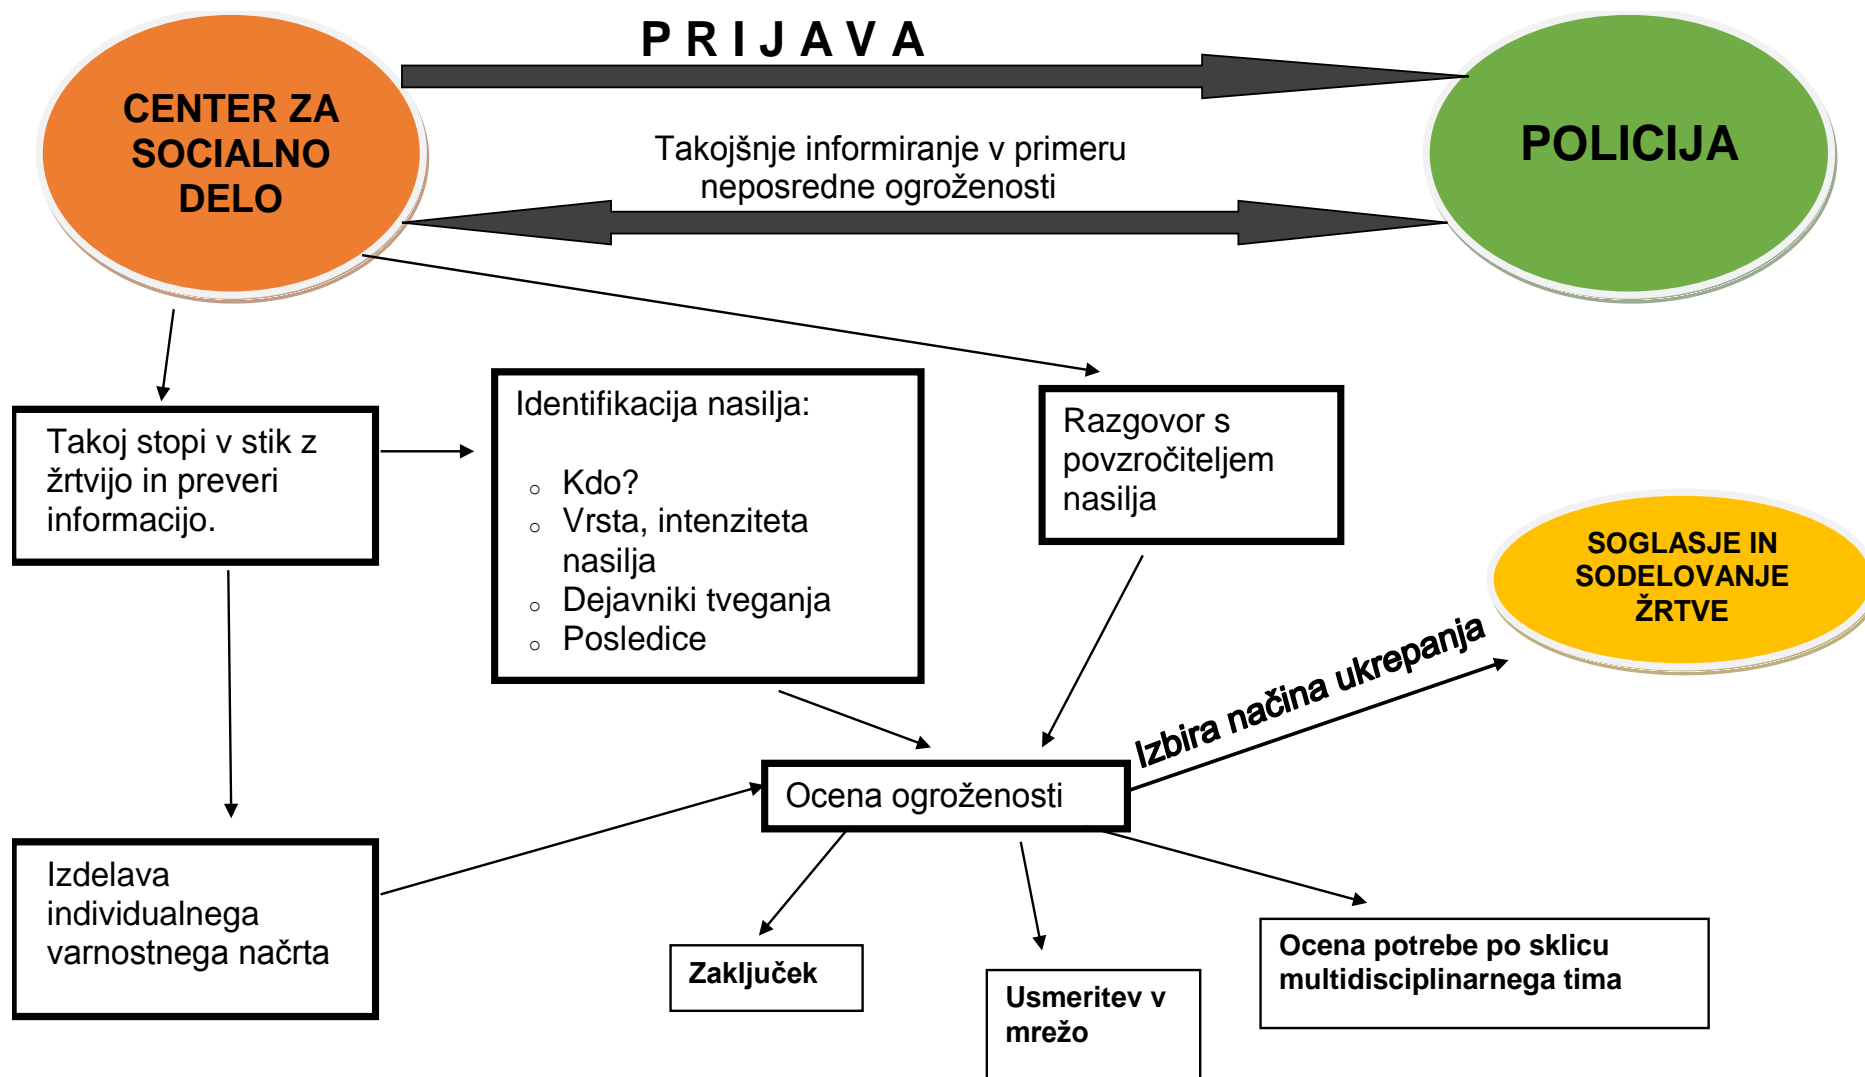 P R I J A V A
CENTER ZA
SOCIALNO
DELO
Takojšnje informiranje v primeru
neposredne ogroženosti
POLICIJA
Takoj stopi v stik z
žrtvijo in preveri
informacijo.
Identifikacija nasilja:
○ Kdo?
○ Vrsta, intenziteta
nasilja
○ Dejavniki tveganja
○ Posledice
Razgovor s
povzročiteljem
nasilja
SOGLASJE IN
SODELOVANJE
ŽRTVE
Izbira načina ukrepanja
Ocena ogroženosti
Izdelava
individualnega
varnostnega načrta
Zaključek
Usmeritev v
mrežo
Ocena potrebe po sklicu
multidisciplinarnega tima